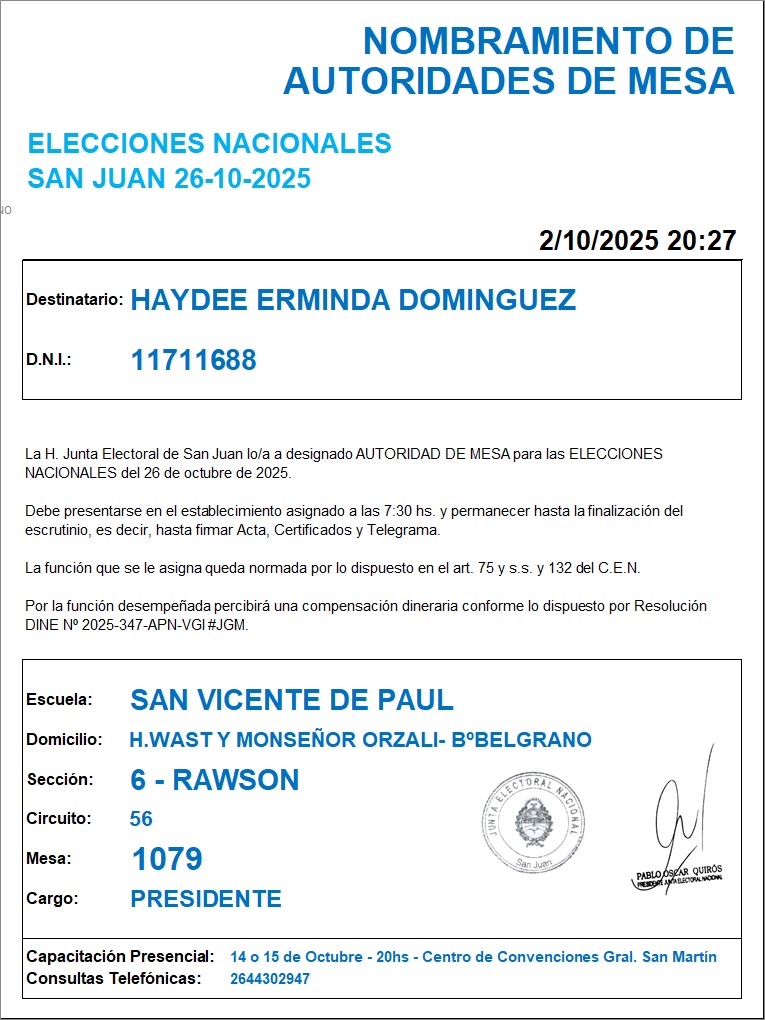 NOMBRAMIENTO DE
AUTORIDADES DE MESA
ELECCIONES NACIONALES
SAN JUAN 26-10-2025
NO
2/10/2025 20:27
Destinatario: HAYDEE ERMINDA DOMINGUEZ
D.N.I.: 11711688
La H. Junta Electoral de San Juan lo/a a designado AUTORIDAD DE MESA para las ELECCIONES
NACIONALES del 26 de octubre de 2025.
Debe presentarse en el establecimiento asignado a las 7:30 hs. y permanecer hasta la finalización del
escrutinio, es decir, hasta firmar Acta, Certificados y Telegrama.
La función que se le asigna queda normada por lo dispuesto en el art. 75 y s.s. y 132 del C.E.N.
Por la función desempeñada percibirá una compensación dineraria conforme lo dispuesto por Resolución
DINE Nº 2025-347-APN-VGI#JGM.
Escuela: SAN VICENTE DE PAUL
Domicilio: H.WAST Y MONSEÑOR ORZALI- BºBELGRANO
Sección: 6 - RAWSON
Circuito: 56
Mesa: 1079
Cargo: PRESIDENTE
JUNTA ELECTORAL NACIONAL
San Juan
PABLO OSCAR QUIRÓS
PRESIDENTE JUNTA ELECTORAL NACIONAL
Capacitación Presencial: 14 o 15 de Octubre - 20hs - Centro de Convenciones Gral. San Martín
Consultas Telefónicas: 2644302947